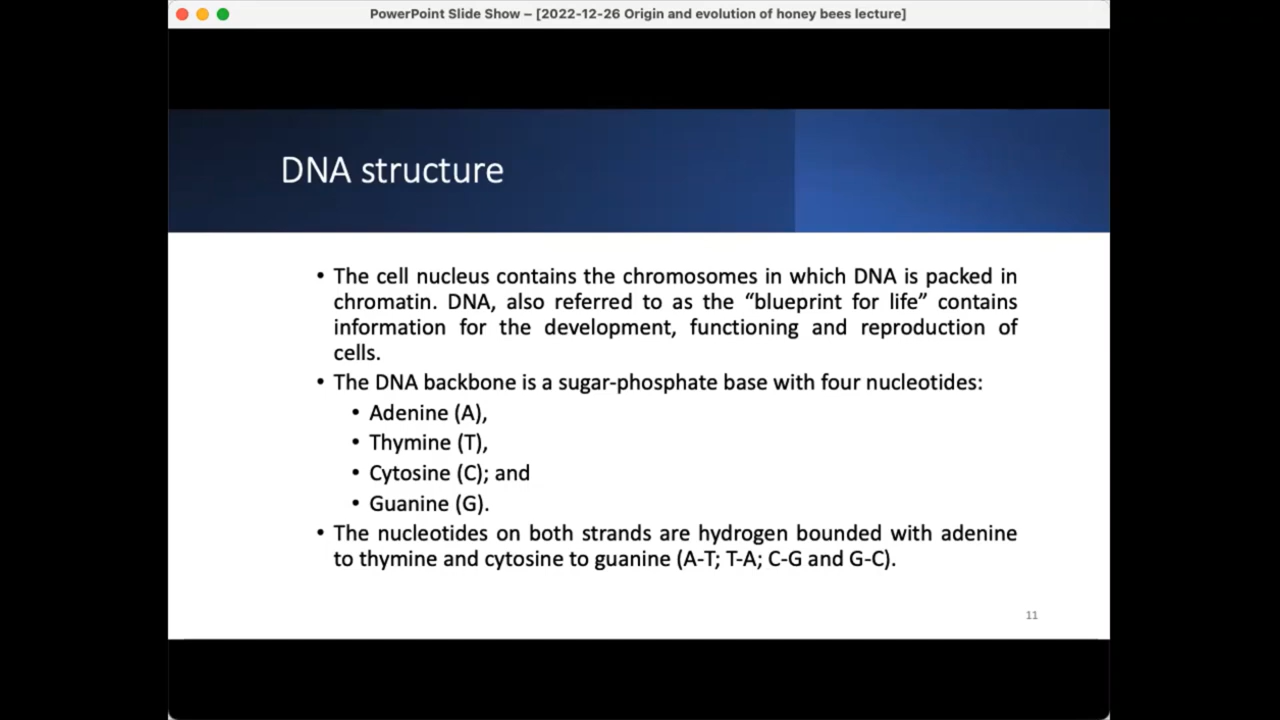 PowerPoint Slide Show – [2022-12-26 Origin and evolution of honey bees lecture]
DNA structure
• The cell nucleus contains the chromosomes in which DNA is packed in
chromatin. DNA, also referred to as the “blueprint for life” contains
information for the development, functioning and reproduction of
cells.
• The DNA backbone is a sugar-phosphate base with four nucleotides:
• Adenine (A),
• Thymine (T),
• Cytosine (C); and
• Guanine (G).
• The nucleotides on both strands are hydrogen bounded with adenine
to thymine and cytosine to guanine (A-T; T-A; C-G and G-C).
11